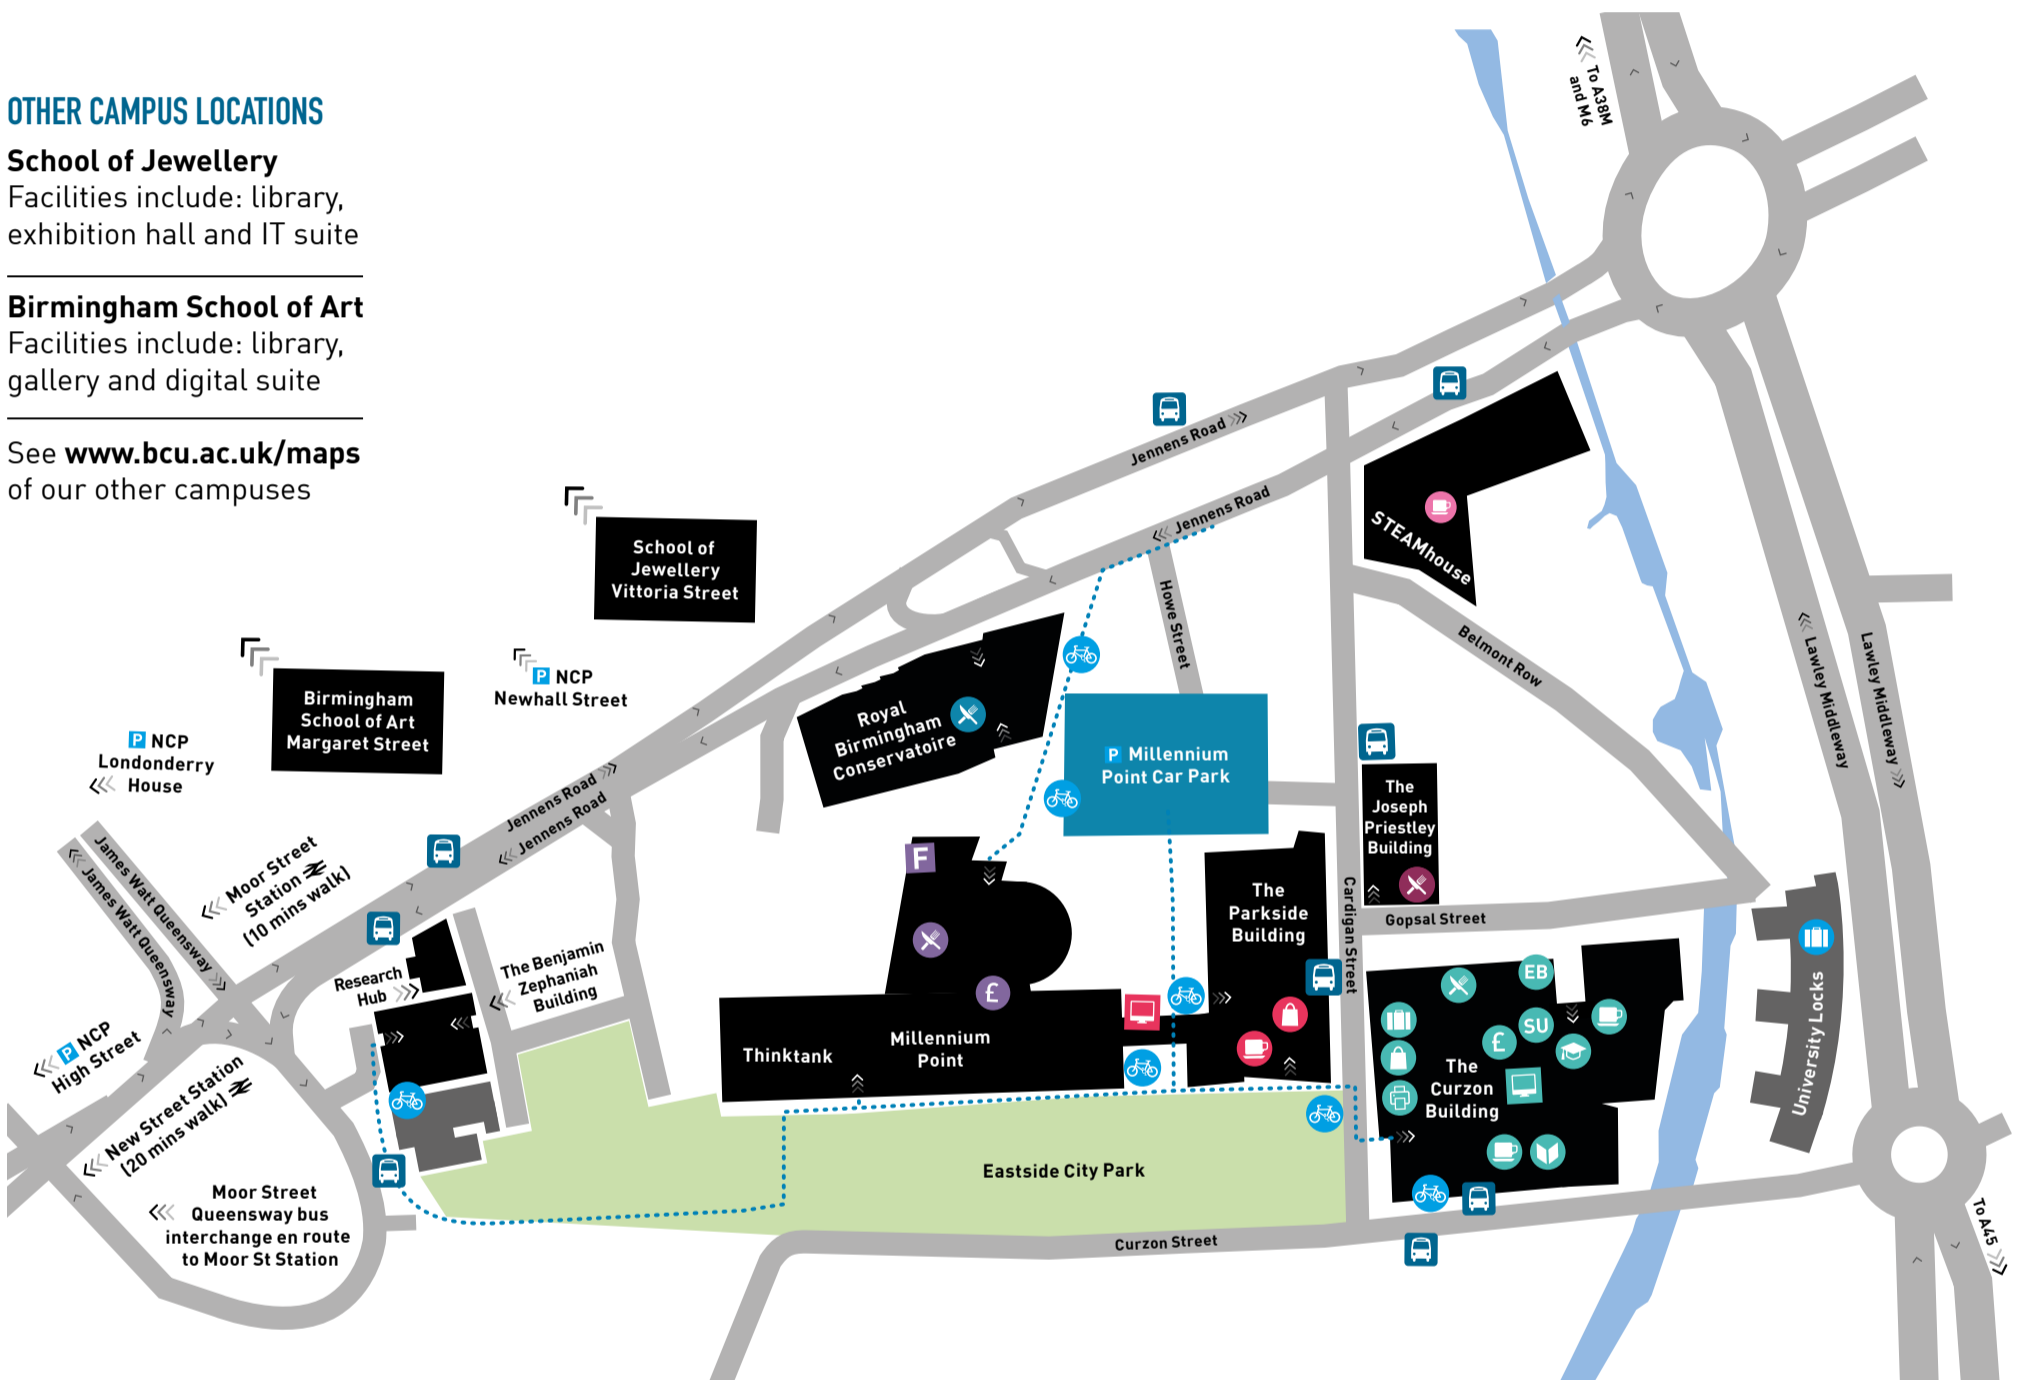 OTHER CAMPUS LOCATIONS
School of Jewellery
Facilities include: library,
exhibition hall and IT suite
Birmingham School of Art
Facilities include: library,
gallery and digital suite
See www.bcu.ac.uk/maps
of our other campuses
To A38M
and M6
School of
Jewellery
Vittoria Street
Birmingham
School of Art
Margaret Street
P NCP
Newhall Street
P NCP
Londonderry
House
Jennens Road
Jennens Road
Jennens Road
Jennens Road
Howe Street
STEAMhouse
Belmont Row
Lawley Middleway
Lawley Middleway
Royal
Birmingham
Conservatoire
P Millennium
Point Car Park
The
Joseph
Priestley
Building
James Watt Queensway
James Watt Queensway
Moor Street
Station
(10 mins walk)
F
The
Parkside
Building
Cardigan Street
Gopsal Street
Research
Hub
The Benjamin
Zephaniah
Building
£
EB
SU
£
The
Curzon
Building
University Locks
Thinktank
Millennium
Point
P NCP
High Street
New Street Station
(20 mins walk)
Moor Street
Queensway bus
interchange en route
to Moor St Station
Eastside City Park
Curzon Street
To A45